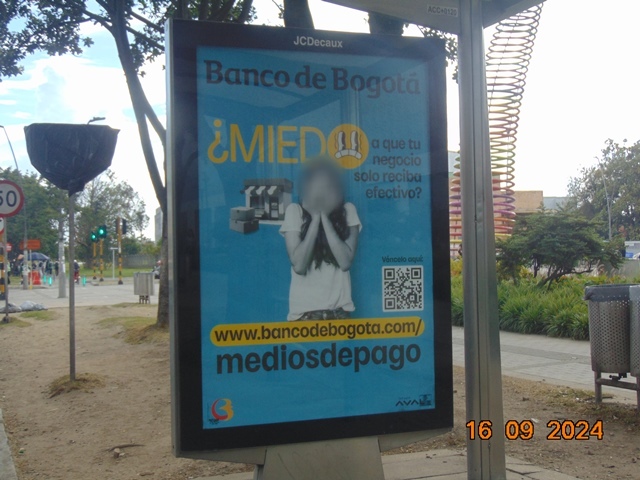 JCDecaux
Banco de Bogotá
¿MIEDO
a que tu
negocio
solo reciba
efectivo?
Véncelo aquí:
www.bancodebogota.com/
mediosdepago
AVAL
50
16 09 2024